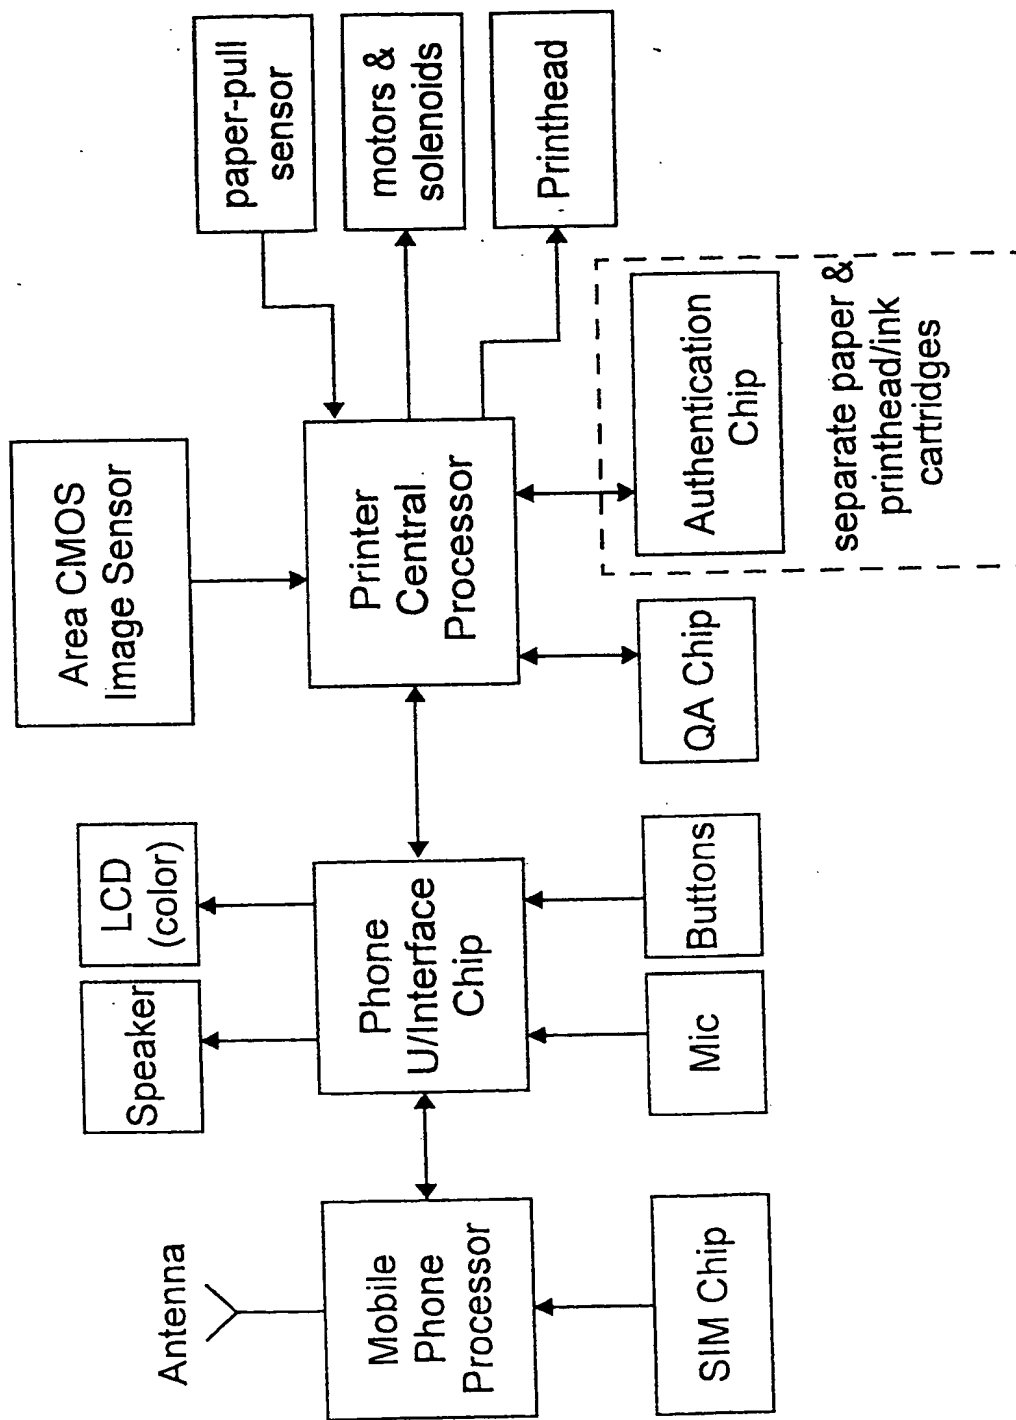 Antenna
Mobile
Phone
Processor
SIM Chip
Speaker
LCD
(color)
Phone
U/Interface
Chip
Mic
Buttons
Area CMOS
Image Sensor
Printer
Central
Processor
QA Chip
paper-pull
sensor
motors &
solenoids
Printhead
Authentication
Chip
separate paper &
printhead/ink
cartridges